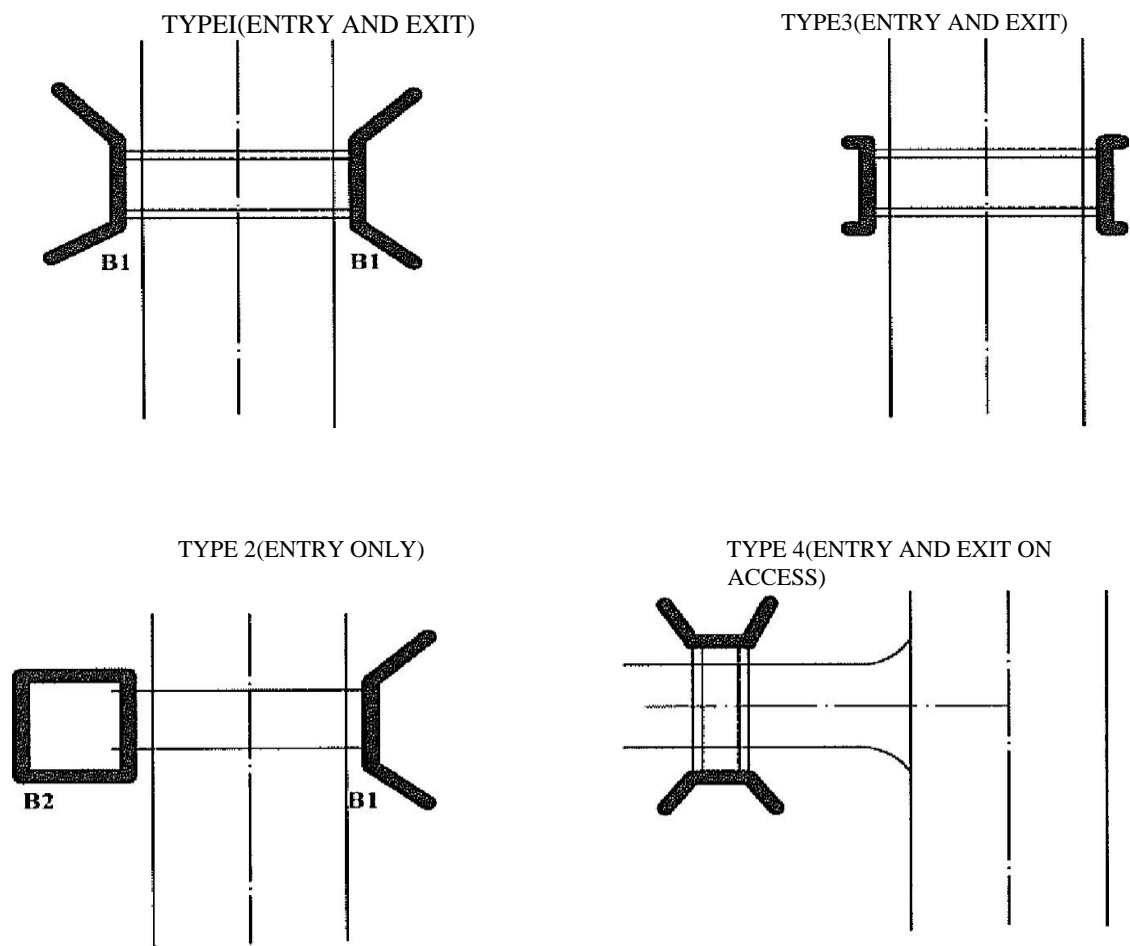 TYPEI(ENTRY AND EXIT)
TYPE3(ENTRY AND EXIT)
B1
B1
TYPE 2(ENTRY ONLY)
TYPE 4(ENTRY AND EXIT ON
ACCESS)
B2
B1